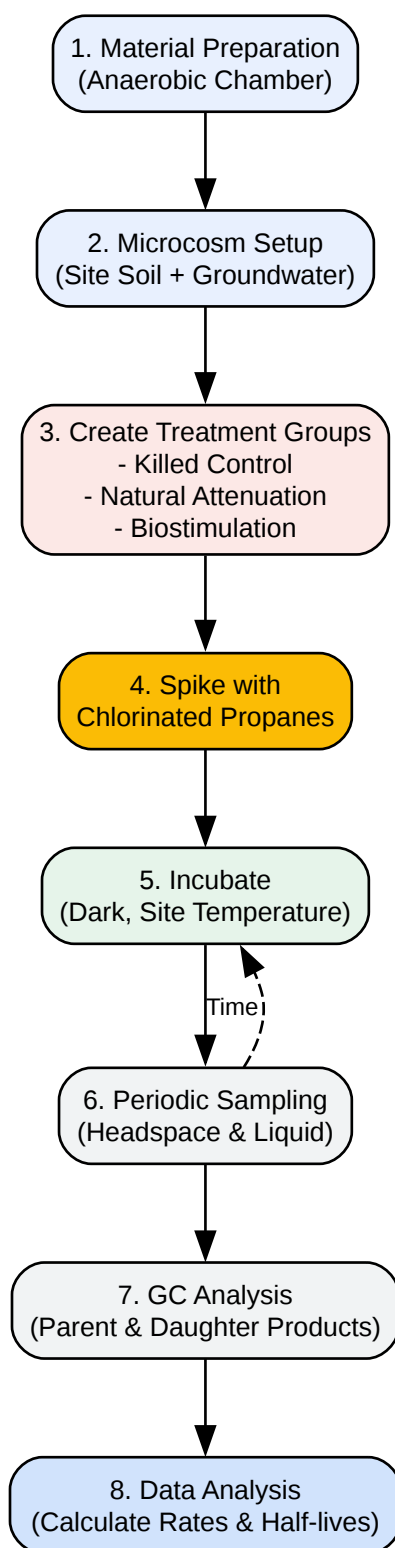 1. Material Preparation
(Anaerobic Chamber)
2. Microcosm Setup
(Site Soil + Groundwater)
3. Create Treatment Groups
- Killed Control
- Natural Attenuation
- Biostimulation
4. Spike with
Chlorinated Propanes
5. Incubate
(Dark, Site Temperature)
Time
6. Periodic Sampling
(Headspace & Liquid)
7. GC Analysis
(Parent & Daughter Products)
8. Data Analysis
(Calculate Rates & Half-lives)